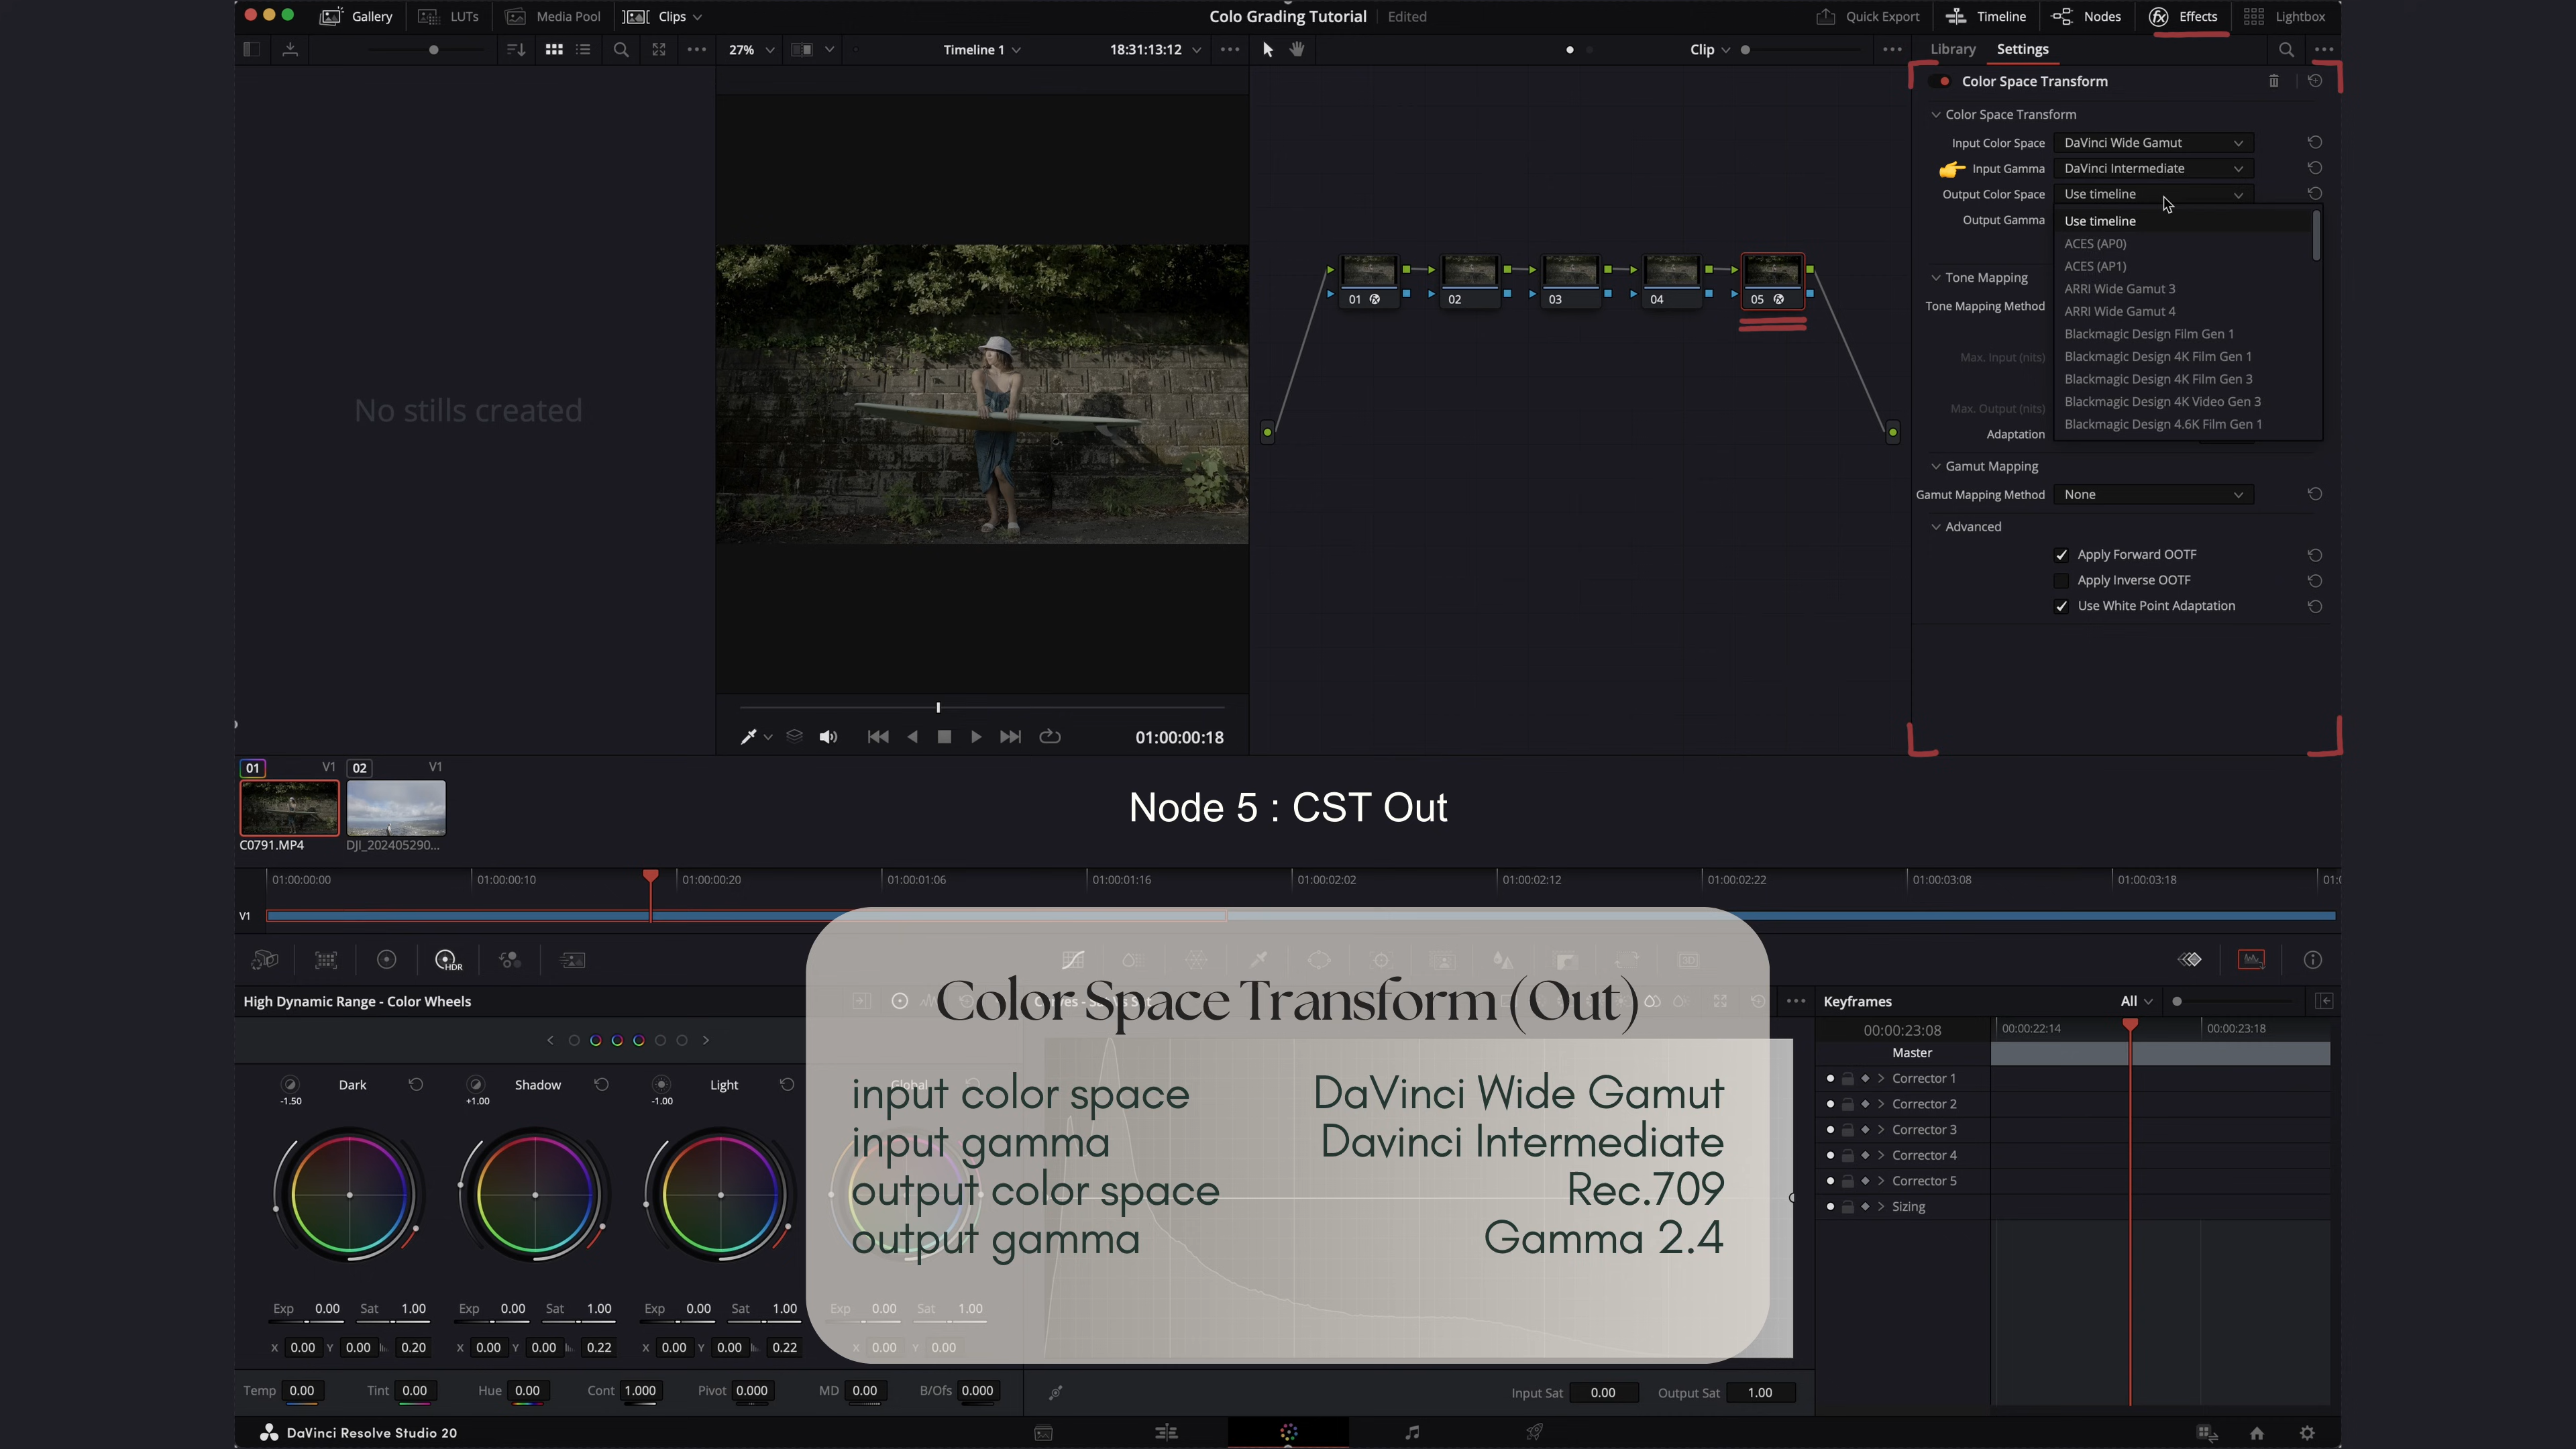 Gallery
LUTs
Media Pool
Clips
Colo Grading Tutorial
Edited
Quick Export
Timeline
Nodes
Effects
Lightbox
27%
Timeline 1
18:31:13:12
Clip
Library
Settings
Color Space Transform
Color Space Transform
Input Color Space
DaVinci Wide Gamut
Input Gamma
DaVinci Intermediate
Output Color Space
Use timeline
Output Gamma
Use timeline
ACES (AP0)
ACES (AP1)
ARRI Wide Gamut 3
ARRI Wide Gamut 4
Blackmagic Design Film Gen 1
Blackmagic Design 4K Film Gen 1
Blackmagic Design 4K Film Gen 3
Blackmagic Design 4K Video Gen 3
Blackmagic Design 4.6K Film Gen 1
Tone Mapping
Tone Mapping Method
Max. Input (nits)
Max. Output (nits)
Adaptation
Gamut Mapping
Gamut Mapping Method
None
Advanced
Apply Forward OOTF
Apply Inverse OOTF
Use White Point Adaptation
No stills created
01
02
03
04
05
01:00:00:18
01
V1
02
V1
C0791.MP4
DJI_202405290...
Node 5 : CST Out
01:00:00:00
01:00:00:10
01:00:00:20
01:00:01:06
01:00:01:16
01:00:02:02
01:00:02:12
01:00:02:22
01:00:03:08
01:00:03:18
V1
HDR
3D
High Dynamic Range - Color Wheels
Color Space Transform (Out)
input color space
DaVinci Wide Gamut
input gamma
Davinci Intermediate
output color space
Rec.709
output gamma
Gamma 2.4
Dark
-1.50
Shadow
+1.00
Light
-1.00
Global
Exp 0.00 Sat 1.00
Exp 0.00 Sat 1.00
Exp 0.00 Sat 1.00
Exp 0.00 Sat 1.00
X 0.00 Y 0.00 0.20
X 0.00 Y 0.00 0.22
X 0.00 Y 0.00 0.22
X 0.00 Y 0.00
Temp 0.00
Tint 0.00
Hue 0.00
Cont 1.000
Pivot 0.000
MD 0.00
B/Ofs 0.000
Input Sat 0.00
Output Sat 1.00
Keyframes
All
00:00:23:08
00:00:22:14
00:00:23:18
Master
Corrector 1
Corrector 2
Corrector 3
Corrector 4
Corrector 5
Sizing
DaVinci Resolve Studio 20